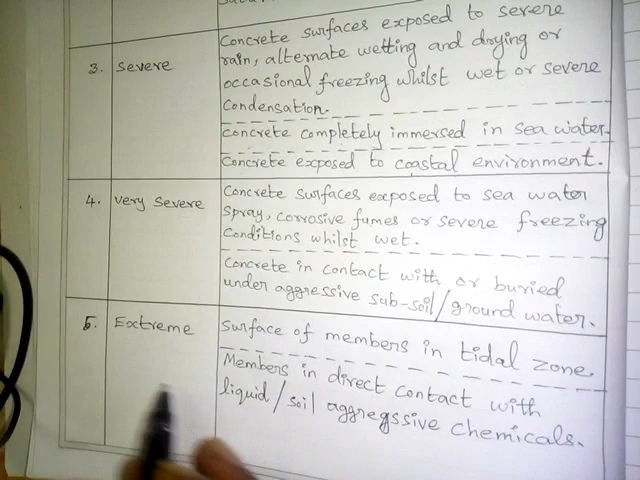 3. Severe
Concrete surfaces exposed to severe
rain, alternate wetting and drying or
occasional freezing whilst wet or severe
Condensation.
Concrete completely immersed in sea water.
Concrete exposed to coastal environment.
4. Very severe
Concrete surfaces exposed to sea water
spray, corrosive fumes or severe freezing
Conditions whilst wet.
Concrete in contact with or buried
under aggressive sub-soil/ground water.
5. Extreme
Surface of members in tidal zone.
Members in direct contact with
liquid/soil aggregssive chemicals.